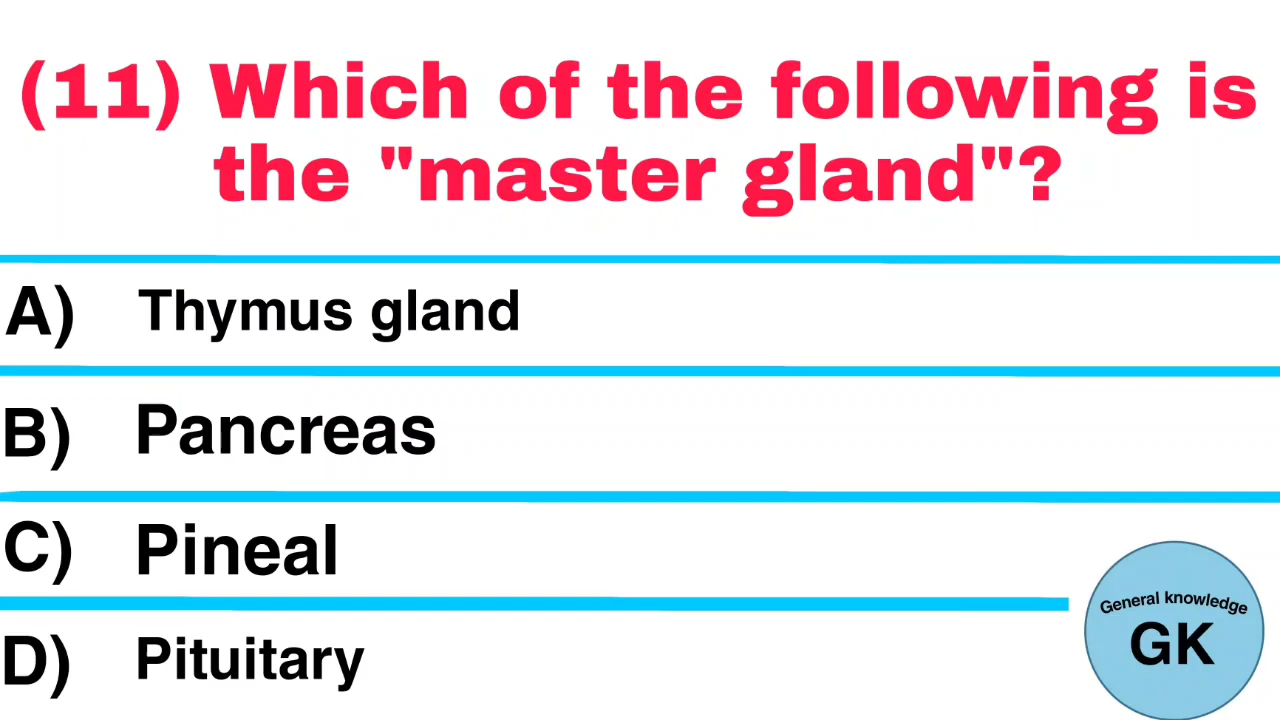 (11) Which of the following is
the "master gland"?
A) Thymus gland
B) Pancreas
C) Pineal
D) Pituitary
General knowledge
GK